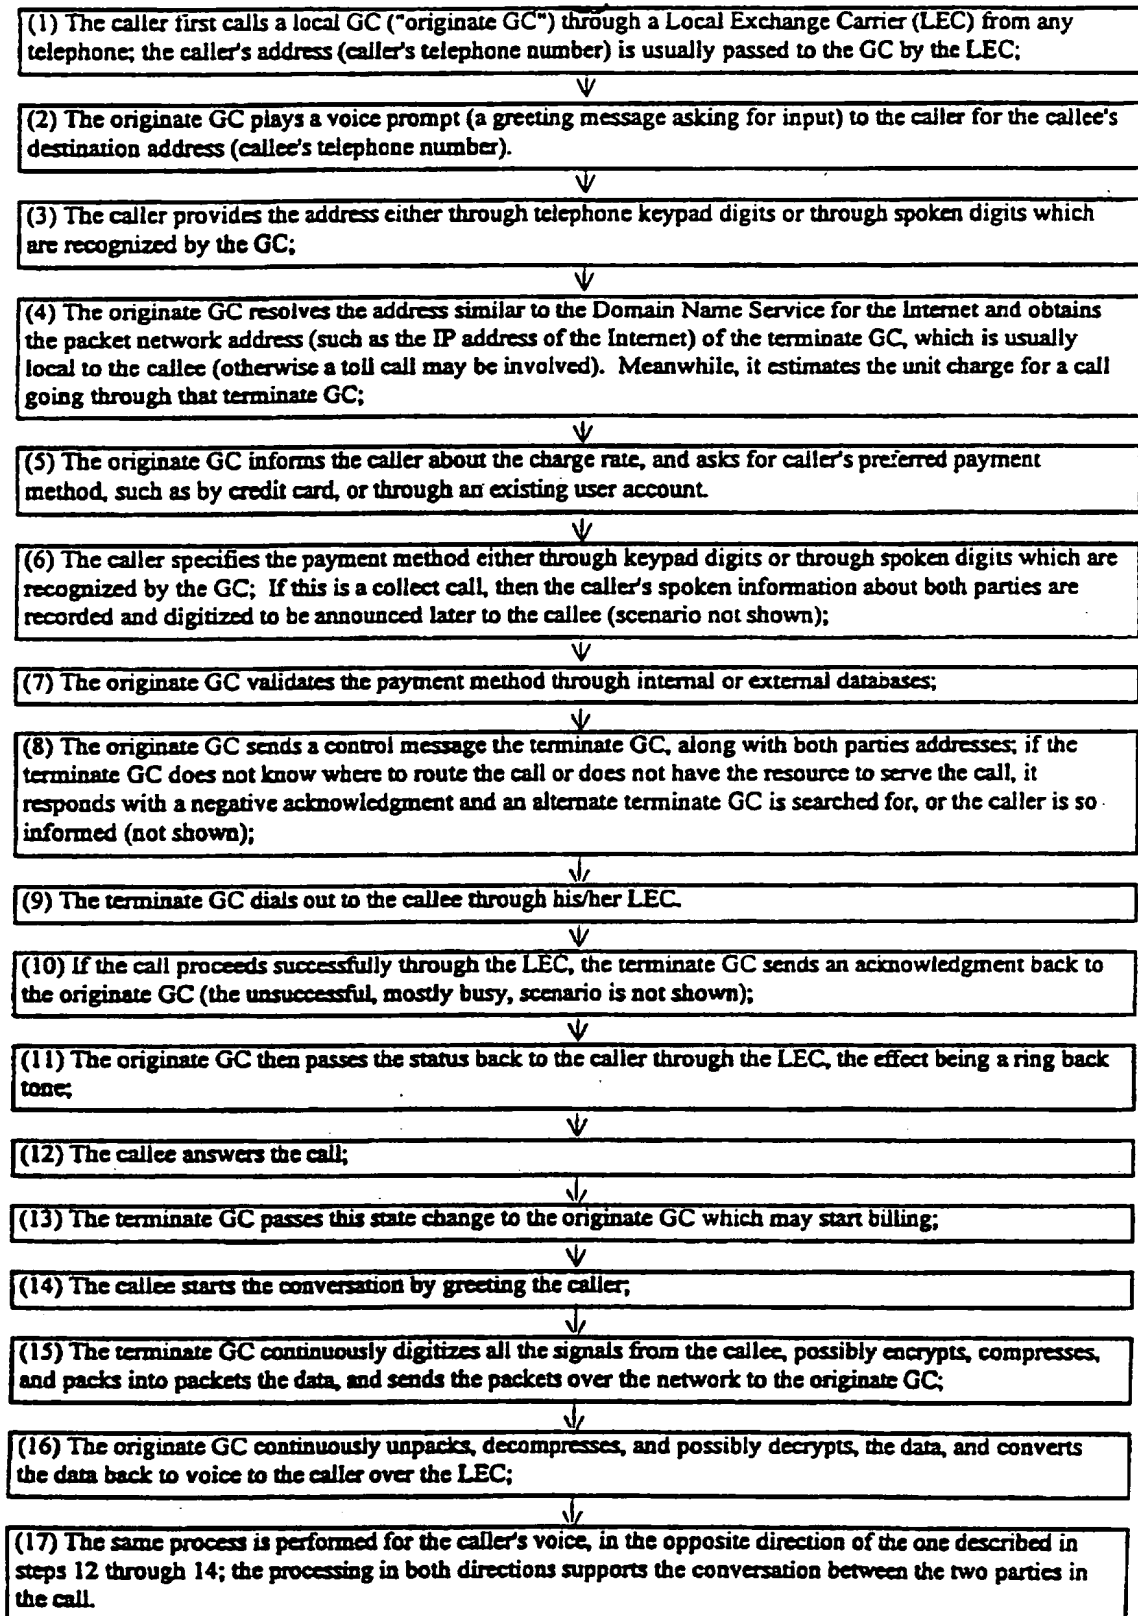 (1) The caller first calls a local GC ("originate GC") through a Local Exchange Carrier (LEC) from any
telephone; the caller's address (caller's telephone number) is usually passed to the GC by the LEC;
(2) The originate GC plays a voice prompt (a greeting message asking for input) to the caller for the callee's
destination address (callee's telephone number).
(3) The caller provides the address either through telephone keypad digits or through spoken digits which
are recognized by the GC;
(4) The originate GC resolves the address similar to the Domain Name Service for the Internet and obtains
the packet network address (such as the IP address of the Internet) of the terminate GC, which is usually
local to the callee (otherwise a toll call may be involved). Meanwhile, it estimates the unit charge for a call
going through that terminate GC;
(5) The originate GC informs the caller about the charge rate, and asks for caller's preferred payment
method, such as by credit card, or through an existing user account.
(6) The caller specifies the payment method either through keypad digits or through spoken digits which are
recognized by the GC; If this is a collect call, then the caller's spoken information about both parties are
recorded and digitized to be announced later to the callee (scenario not shown);
(7) The originate GC validates the payment method through internal or external databases;
(8) The originate GC sends a control message the terminate GC, along with both parties addresses; if the
terminate GC does not know where to route the call or does not have the resource to serve the call, it
responds with a negative acknowledgment and an alternate terminate GC is searched for, or the caller is so
informed (not shown);
(9) The terminate GC dials out to the callee through his/her LEC.
(10) If the call proceeds successfully through the LEC, the terminate GC sends an acknowledgment back to
the originate GC (the unsuccessful, mostly busy, scenario is not shown);
(11) The originate GC then passes the status back to the caller through the LEC, the effect being a ring back
tone;
(12) The callee answers the call;
(13) The terminate GC passes this state change to the originate GC which may start billing;
(14) The callee starts the conversation by greeting the caller;
(15) The terminate GC continuously digitizes all the signals from the callee, possibly encrypts, compresses,
and packs into packets the data, and sends the packets over the network to the originate GC;
(16) The originate GC continuously unpacks, decompresses, and possibly decrypts, the data, and converts
the data back to voice to the caller over the LEC;
(17) The same process is performed for the caller's voice, in the opposite direction of the one described in
steps 12 through 14; the processing in both directions supports the conversation between the two parties in
the call.